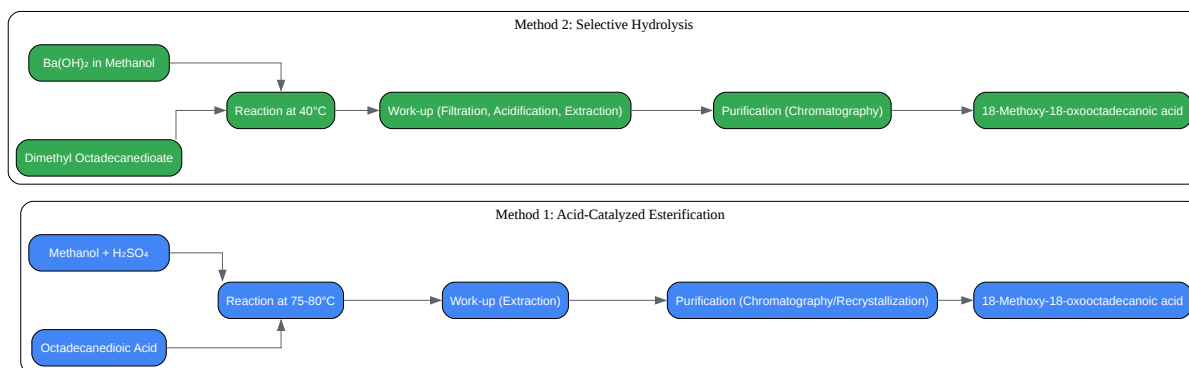 Method 2: Selective Hydrolysis
Ba(OH)₂ in Methanol
Reaction at 40°C
Work-up (Filtration, Acidification, Extraction)
Purification (Chromatography)
18-Methoxy-18-oxooctadecanoic acid
Dimethyl Octadecanedioate
Method 1: Acid-Catalyzed Esterification
Methanol + H₂SO₄
Reaction at 75-80°C
Work-up (Extraction)
Purification (Chromatography/Recrystallization)
18-Methoxy-18-oxooctadecanoic acid
Octadecanedioic Acid